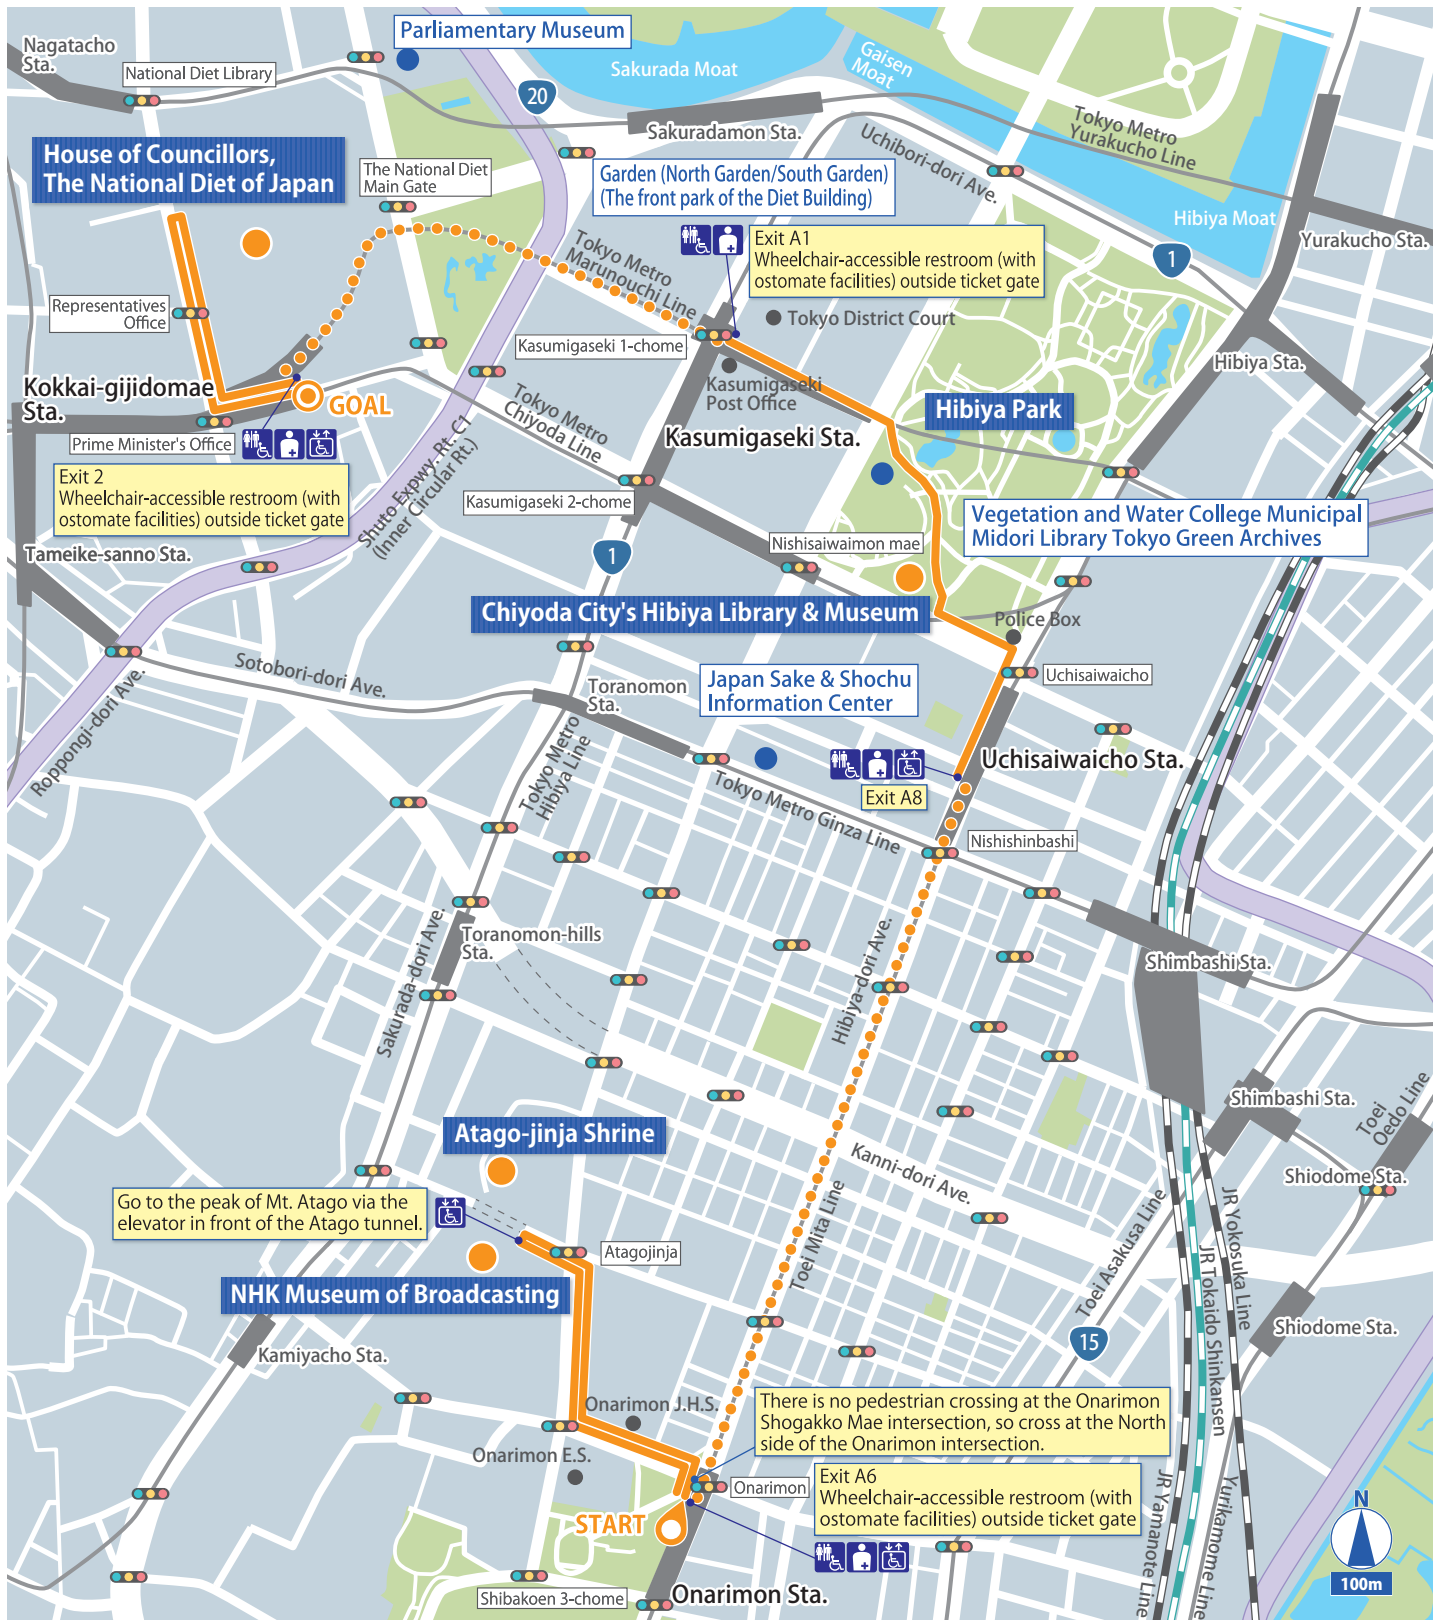 Parliamentary Museum
Nagatacho
Sta.
National Diet Library
Sakurada Moat
Gaisen
Moat
20
Sakuradamon Sta.
Tokyo Metro
Yurakucho Line
Uchibori-dori Ave.
House of Councillors,
The National Diet of Japan
The National Diet
Main Gate
Garden (North Garden/South Garden)
(The front park of the Diet Building)
Hibiya Moat
Yurakucho Sta.
1
Exit A1
Wheelchair-accessible restroom (with
ostomate facilities) outside ticket gate
Tokyo Metro
Marunouchi Line
Representatives
Office
Tokyo District Court
Kasumigaseki 1-chome
Hibiya Sta.
Kokkai-gijidomae
Sta.
GOAL
Kasumigaseki
Post Office
Hibiya Park
Tokyo Metro
Chiyoda Line
Kasumigaseki Sta.
Prime Minister's Office
Exit 2
Wheelchair-accessible restroom (with
ostomate facilities) outside ticket gate
Shuto Expwy. Rt. C1
(Inner Circular Rt.)
Kasumigaseki 2-chome
Vegetation and Water College Municipal
Midori Library Tokyo Green Archives
Tameike-sanno Sta.
1
Nishisaiwaimon mae
Chiyoda City's Hibiya Library & Museum
Police Box
Sotobori-dori Ave.
Roppongi-dori Ave.
Toranomon
Sta.
Japan Sake & Shochu
Information Center
Uchisaiwaicho
Uchisaiwaicho Sta.
Exit A8
Tokyo Metro
Hibiya Line
Tokyo Metro Ginza Line
Nishishinbashi
Sakurada-dori Ave.
Toranomon-hills
Sta.
Hibiya-dori Ave.
Shimbashi Sta.
Shimbashi Sta.
Toei
Oedo Line
Atago-jinja Shrine
Kanni-dori Ave.
Shiodome Sta.
Go to the peak of Mt. Atago via the
elevator in front of the Atago tunnel.
Atagojinja
Toei Mita Line
Toei Asakusa Line
JR Yokosuka Line
JR Tokaido Shinkansen
NHK Museum of Broadcasting
Shiodome Sta.
15
Kamiyacho Sta.
Onarimon J.H.S.
There is no pedestrian crossing at the Onarimon
Shogakko Mae intersection, so cross at the North
side of the Onarimon intersection.
Onarimon E.S.
Onarimon
Exit A6
Wheelchair-accessible restroom (with
ostomate facilities) outside ticket gate
START
JR Yamanote Line
Yurikamome Line
N
100m
Shibakoen 3-chome
Onarimon Sta.